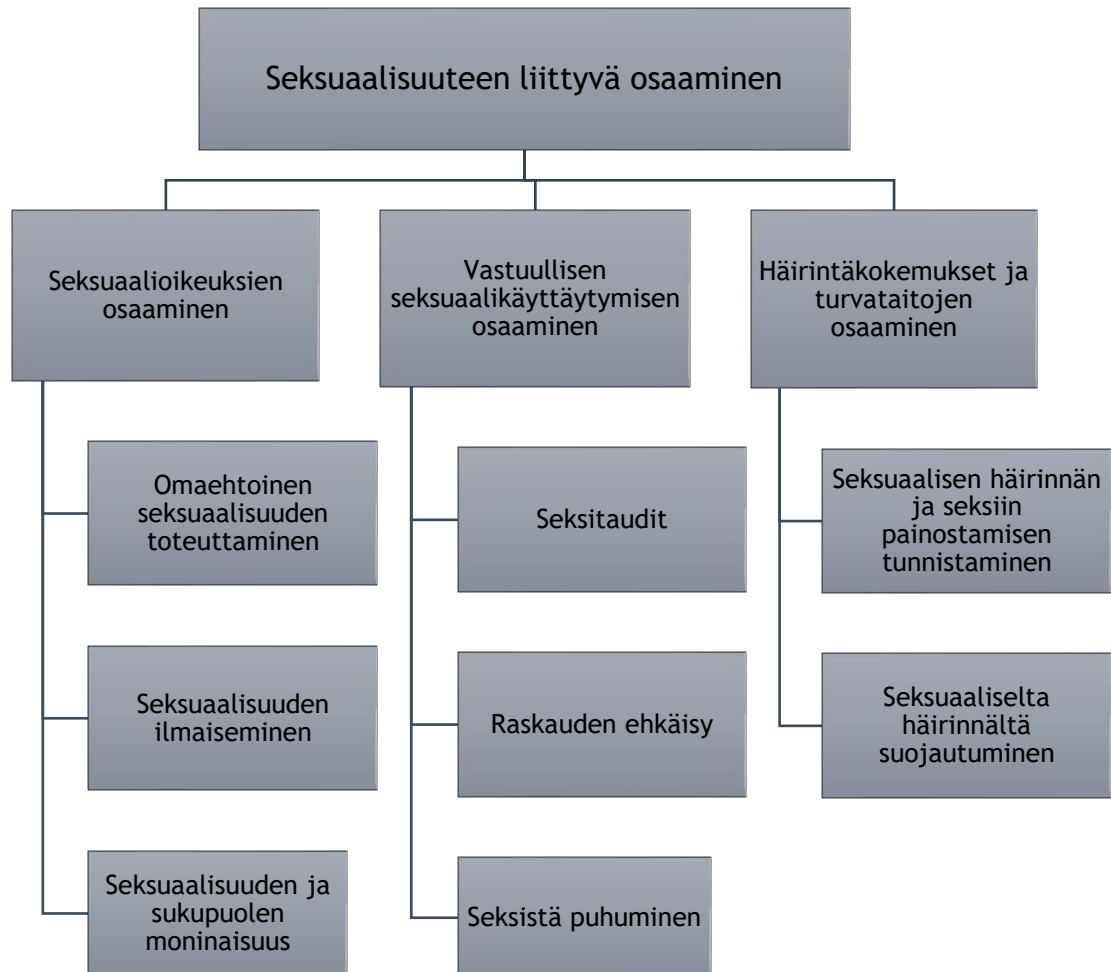 Seksuaalisuuteen liittyvä osaaminen
Seksuaalioikeuksien
osaaminen
Omaehtoinen
seksuaalisuuden
toteuttaminen
Seksuaalisuuden
ilmaiseminen
Seksuaalisuuden ja
sukupuolen
moninaisuus
Vastuullisen
seksuaalikäyttäytymisen
osaaminen
Seksitaudit
Raskauden ehkäisy
Seksistä puhuminen
Häirintäkokemukset ja
turvataitojen
osaaminen
Seksuaalisen häirinnän
ja seksiin
painostamisen
tunnistaminen
Seksuaaliselta
häirinnältä
suojautuminen